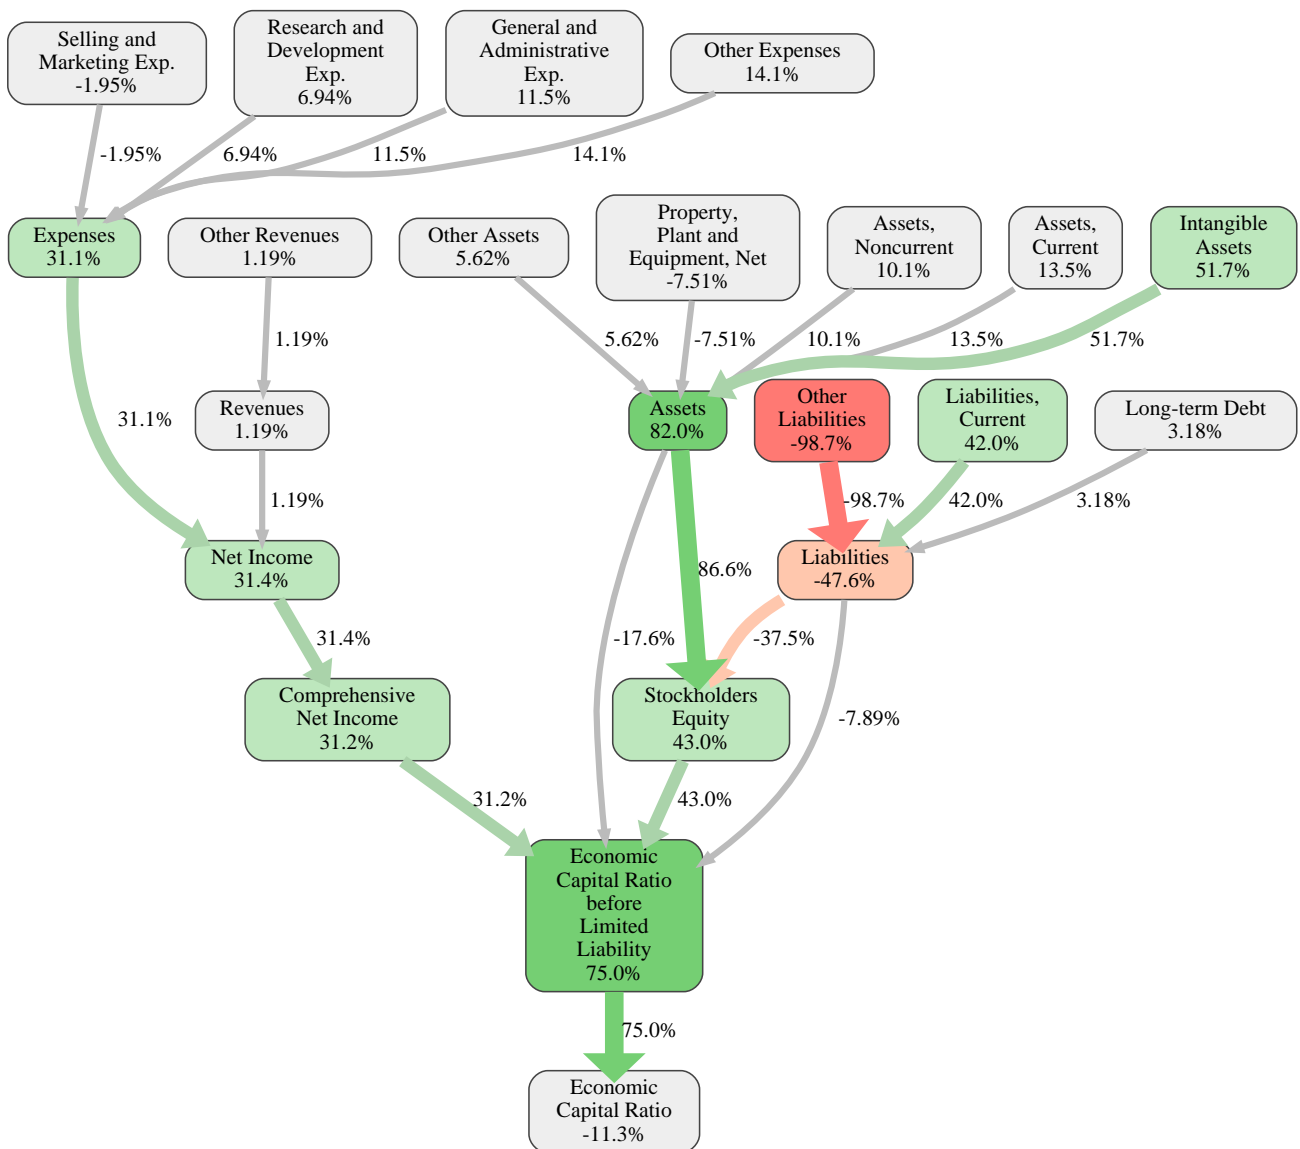 Selling and
Marketing Exp.
-1.95%
Research and
Development
Exp.
6.94%
General and
Administrative
Exp.
11.5%
Other Expenses
14.1%
-1.95%
6.94%
11.5%
14.1%
Expenses
31.1%
Other Revenues
1.19%
Other Assets
5.62%
Property,
Plant and
Equipment, Net
-7.51%
Assets,
Noncurrent
10.1%
Assets,
Current
13.5%
Intangible
Assets
51.7%
1.19%
5.62%
-7.51%
10.1%
13.5%
51.7%
31.1%
Revenues
1.19%
Assets
82.0%
Other
Liabilities
-98.7%
Liabilities,
Current
42.0%
Long-term Debt
3.18%
1.19%
86.6%
-98.7%
42.0%
3.18%
Net Income
31.4%
Liabilities
-47.6%
31.4%
-17.6%
-37.5%
-7.89%
Comprehensive
Net Income
31.2%
Stockholders
Equity
43.0%
31.2%
43.0%
Economic
Capital Ratio
before
Limited
Liability
75.0%
75.0%
Economic
Capital Ratio
-11.3%